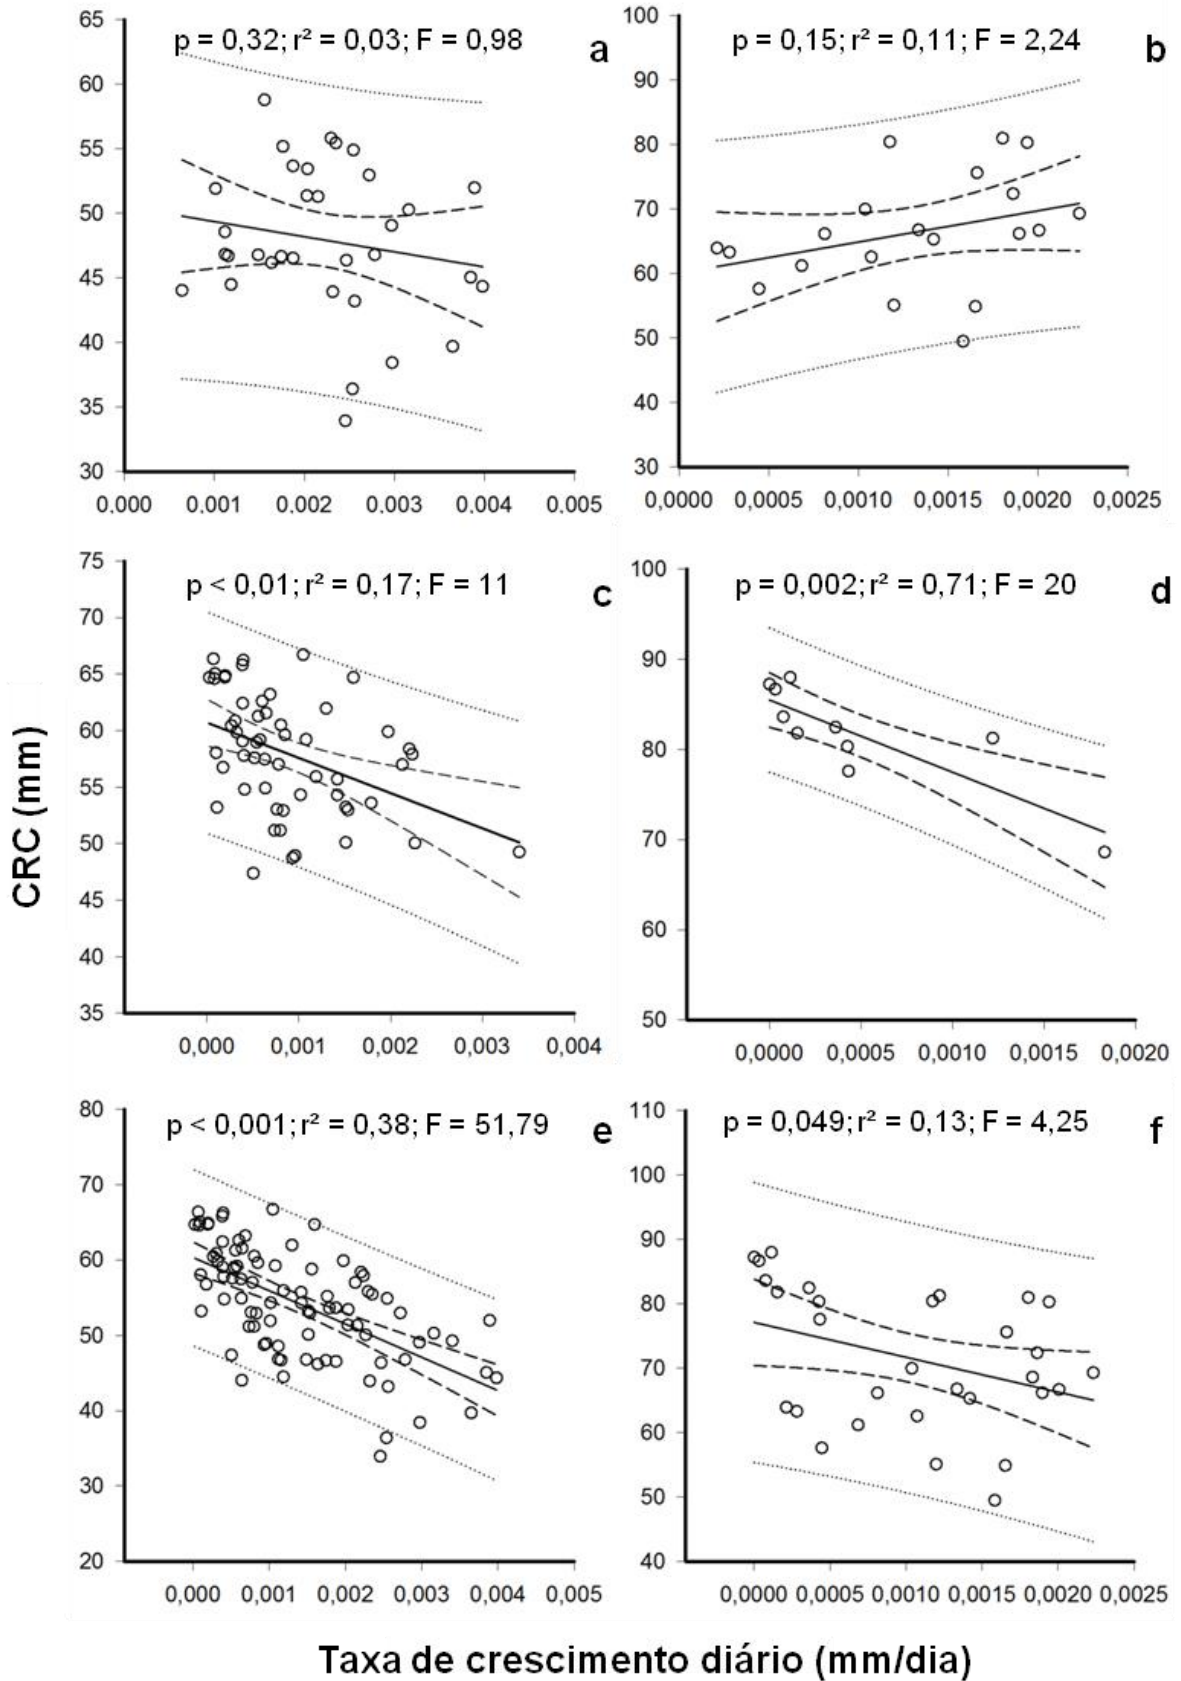 p = 0,32; r² = 0,03; F = 0,98
a
65
60
55
50
45
40
35
30
0,000 0,001 0,002 0,003 0,004 0,005
p = 0,15; r² = 0,11; F = 2,24
b
100
90
80
70
60
50
40
30
0,0000 0,0005 0,0010 0,0015 0,0020 0,0025
p < 0,01; r² = 0,17; F = 11
c
75
70
65
60
55
50
45
40
35
0,000 0,001 0,002 0,003 0,004
p = 0,002; r² = 0,71; F = 20
d
100
90
80
70
60
50
0,0000 0,0005 0,0010 0,0015 0,0020
CRC (mm)
p < 0,001; r² = 0,38; F = 51,79
e
80
70
60
50
40
30
20
0,000 0,001 0,002 0,003 0,004 0,005
p = 0,049; r² = 0,13; F = 4,25
f
110
100
90
80
70
60
50
40
0,0000 0,0005 0,0010 0,0015 0,0020 0,0025
Taxa de crescimento diário (mm/dia)